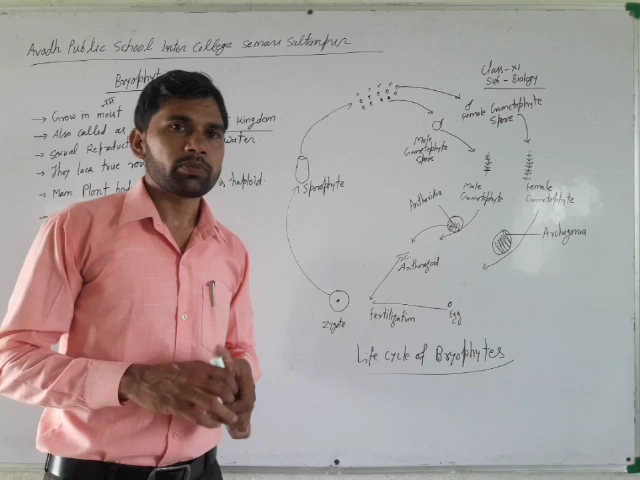 Avadh Public School Inter College Semari Sultanpur
Class-XI
Sub-Biology
Bryophyt
→ Grow in moist
→ Also called as
Kingdom
→ Sexual Reproduct
water
→ They lack true roo
→ Main Plant bod
is haploid.
Female Gametophyte
Spore
Male
Gametophyte
Spore
Sporophyte
Male
Gametophyte
Female
Gametophyte
Antheridia
Archegonia
Antherozoid
Zygote
fertilization
Egg
Life cycle of Bryophytes